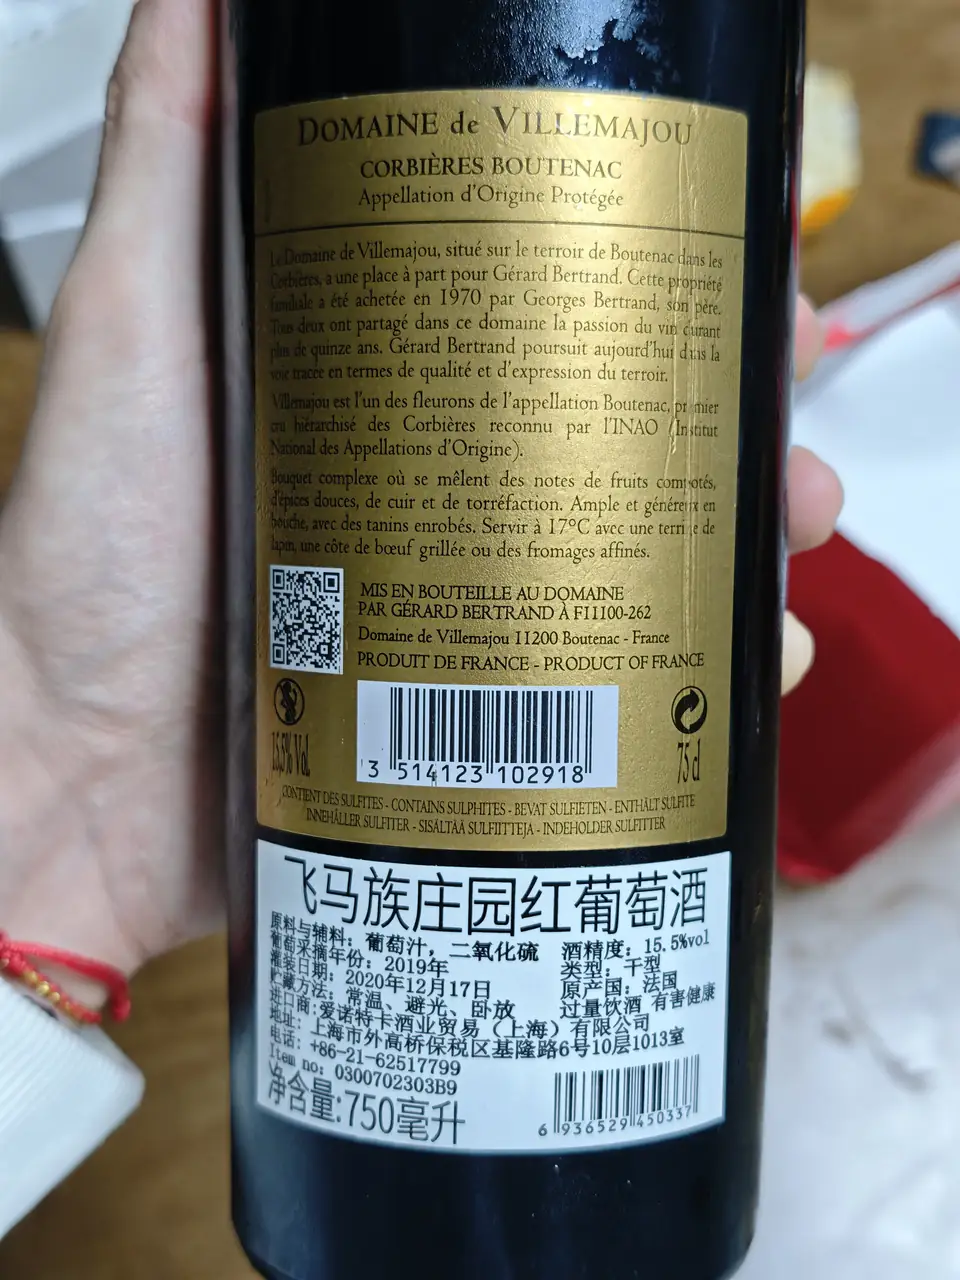 DOMAINE de VILLEMAJOU
CORBIÈRES BOUTENAC
Appellation d'Origine Protégée
Le Domaine de Villemajou, situé sur le terroir de Boutenac dans les
Corbières, a une place à part pour Gérard Bertrand. Cette propriété
familiale a été achetée en 1970 par Georges Bertrand, son père.
Tous deux ont partagé dans ce domaine la passion du vin durant
plus de quinze ans. Gérard Bertrand poursuit aujourd'hui dans la
voie tracée en termes de qualité et d'expression du terroir.
Villemajou est l'un des fleurons de l'appellation Boutenac, premier
cru hiérarchisé des Corbières reconnu par l'INAO (Institut
National des Appellations d'Origine).
Bouquet complexe où se mêlent des notes de fruits compotés,
d'épices douces, de cuir et de torréfaction. Ample et généreux en
bouche, avec des tanins enrobés. Servir à 17°C avec une terrine de
lapin, une côte de bœuf grillée ou des fromages affinés.
MIS EN BOUTEILLE AU DOMAINE
PAR GÉRARD BERTRAND À F11100-262
Domaine de Villemajou 11200 Boutenac - France
PRODUIT DE FRANCE - PRODUCT OF FRANCE
15,5% Vol.
3 514123 102918
75 cl
CONTIENT DES SULFITES - CONTAINS SULPHITES - BEVAT SULFIETEN - ENTHÄLT SULFITE
INNEHÅLLER SULFITER - SISÄLTÄÄ SULFIITTEJA - INDEHOLDER SULFITTER
飞马族庄园红葡萄酒
原料与辅料：葡萄汁，二氧化硫 酒精度：15.5%vol
葡萄采摘年份：2019年 类型：干型
灌装日期：2020年12月17日 原产国：法国
贮藏方法：常温、避光、卧放 过量饮酒 有害健康
进口商:爱诺特卡酒业贸易（上海）有限公司
地址：上海市外高桥保税区基隆路6号10层1013室
电话：+86-21-62517799
Item no: 0300702303B9
净含量:750毫升
6 936529 450337